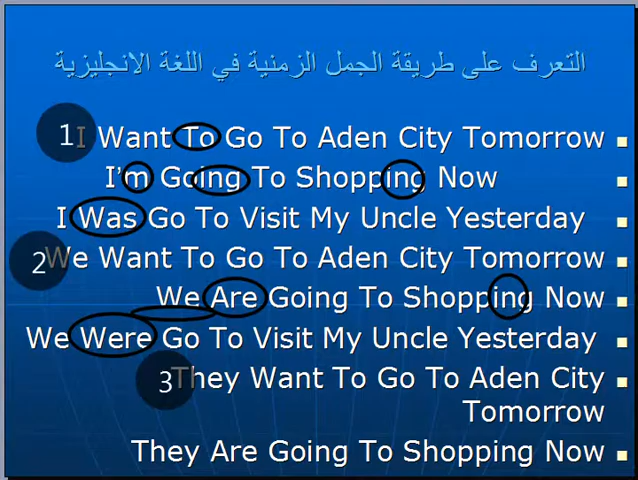 التعرف على طريقة الجمل الزمنية في اللغة الانجليزية
1
I Want To Go To Aden City Tomorrow
I'm Going To Shopping Now
I Was Go To Visit My Uncle Yesterday
2
We Want To Go To Aden City Tomorrow
We Are Going To Shopping Now
We Were Go To Visit My Uncle Yesterday
3
They Want To Go To Aden City
Tomorrow
They Are Going To Shopping Now